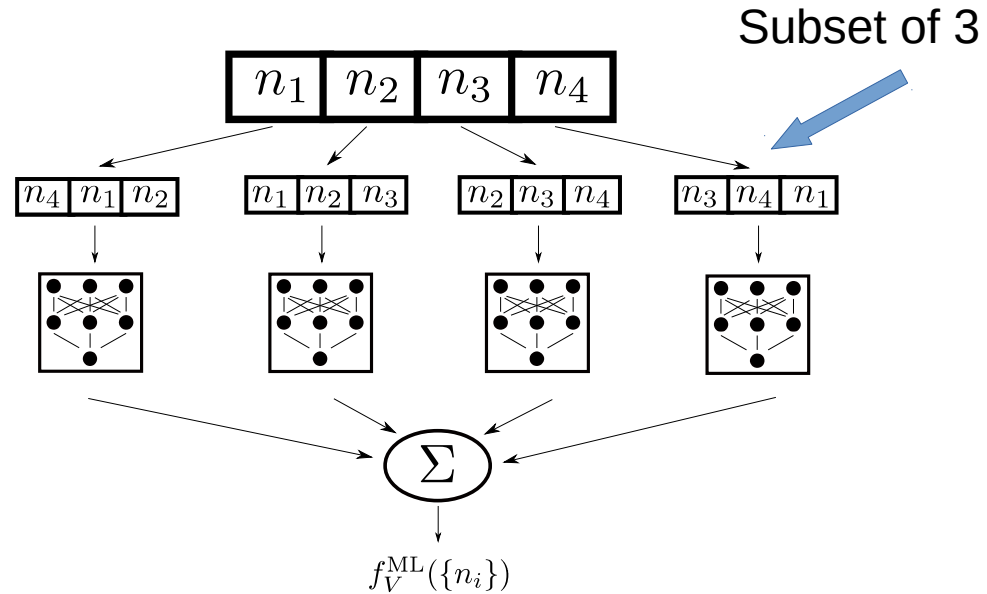 Subset of 3
n₁ n₂ n₃ n₄
n₄ n₁ n₂
n₁ n₂ n₃
n₂ n₃ n₄
n₃ n₄ n₁
Σ
f_V^ML({n_i})